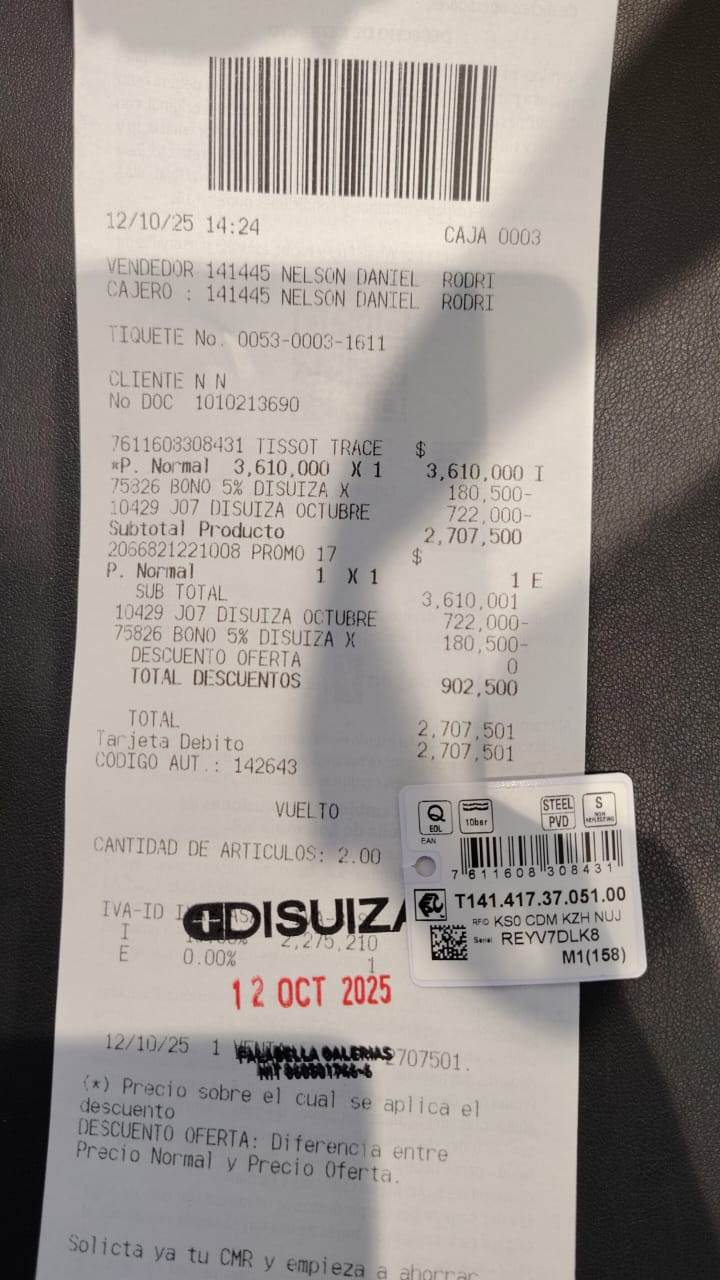 12/10/25 14:24 CAJA 0003
VENDEDOR 141445 NELSON DANIEL RODRI
CAJERO : 141445 NELSON DANIEL RODRI
TIQUETE No. 0053-0003-1611
CLIENTE N N
No DOC 1010213690
7611608308431 TISSOT TRACE $
*P. Normal 3,610,000 X 1 3,610,000 I
75826 BONO 5% DISUIZA X 180,500-
10429 J07 DISUIZA OCTUBRE 722,000-
Subtotal Producto 2,707,500
2066821221008 PROMO 17 $
P. Normal 1 X 1 1 E
SUB TOTAL 3,610,001
10429 J07 DISUIZA OCTUBRE 722,000-
75826 BONO 5% DISUIZA X 180,500-
DESCUENTO OFERTA 0
TOTAL DESCUENTOS 902,500
TOTAL 2,707,501
Tarjeta Debito 2,707,501
CODIGO AUT.: 142643
VUELTO
CANTIDAD DE ARTICULOS: 2.00
IVA-ID
DISUIZA
I 2,275,210
E 0.00% 1
12 OCT 2025
12/10/25 1 VENTA 2707501.
FALABELLA GALERIAS
NIT
(*) Precio sobre el cual se aplica el
descuento
DESCUENTO OFERTA: Diferencia entre
Precio Normal y Precio Oferta.
Solicta ya tu CMR y empieza a ahorrar
Q EOL
10bar
STEEL
PVD
S
EAN
7 611608 308431
T141.417.37.051.00
RFID KS0 CDM KZH NUJ
Serial REYV7DLK8
M1(158)